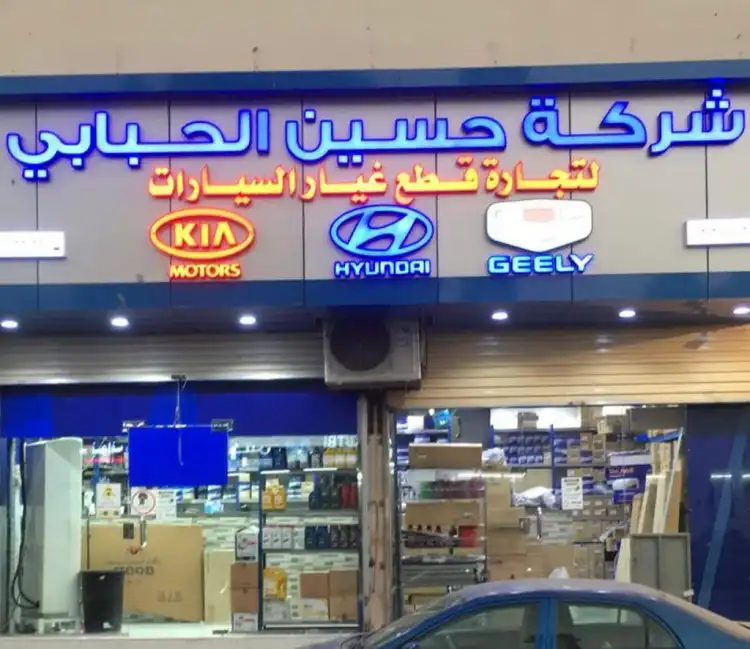 شركة حسين الحبابي
لتجارة قطع غيار السيارات
KIA
MOTORS
HYUNDAI
GEELY